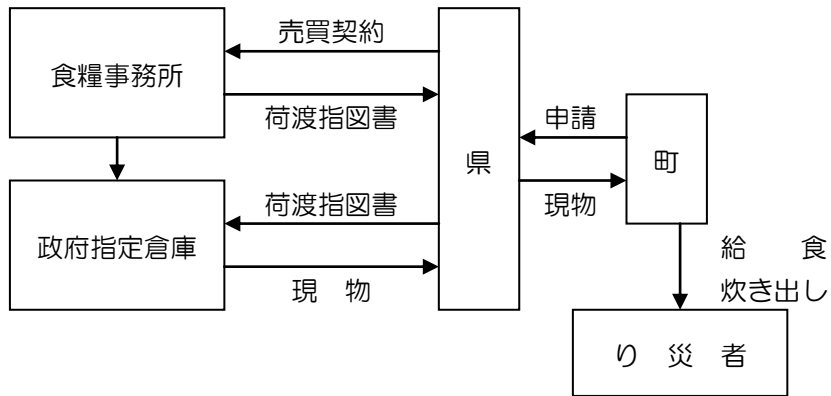 売買契約
食糧事務所
荷渡指図書
申請
県
町
現物
荷渡指図書
政府指定倉庫
現　物
給　　食
炊き出し
り　災　者